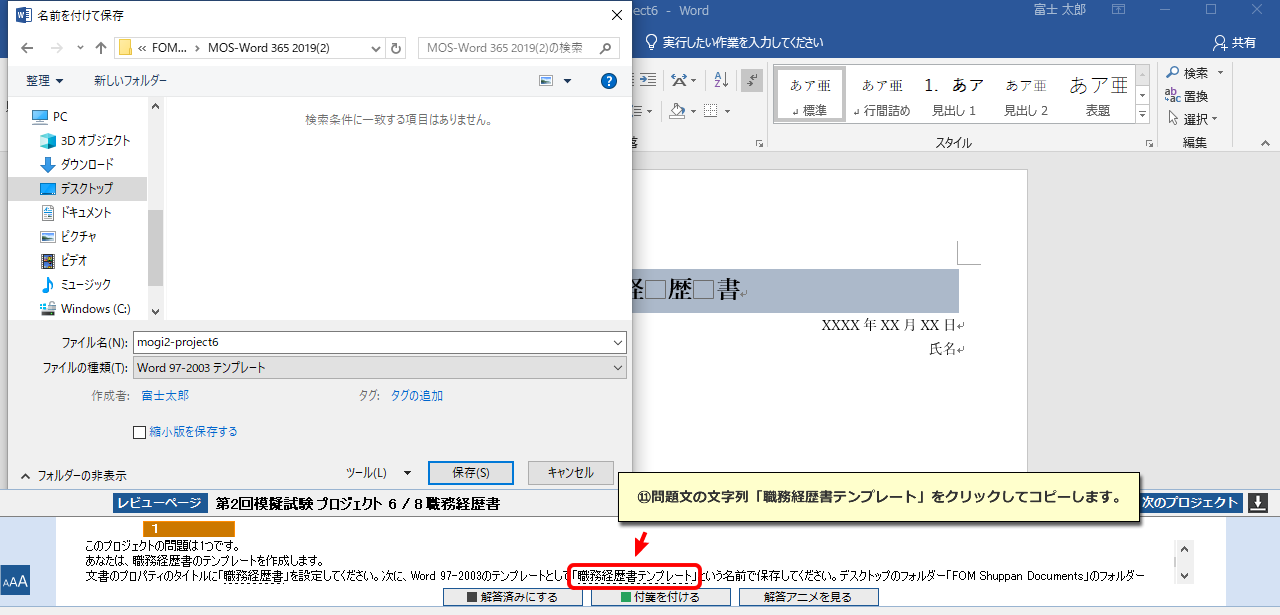 名前を付けて保存
ect6 - Word
富士 太郎
« FOM... › MOS-Word 365 2019(2)
MOS-Word 365 2019(2)の検索
実行したい作業を入力してください
共有
整理
新しいフォルダー
PC
3D オブジェクト
ダウンロード
デスクトップ
ドキュメント
ピクチャ
ビデオ
ミュージック
Windows (C:)
検索条件に一致する項目はありません。
あア亜
あア亜
1. あア
あア亜
あア亜
↲ 標準
↲ 行間詰め
見出し 1
見出し 2
表題
スタイル
検索
置換
選択
編集
経□歴□書↵
XXXX 年 XX 月 XX 日↵
氏名↵
ファイル名(N):
mogi2-project6
ファイルの種類(T):
Word 97-2003 テンプレート
作成者:
富士太郎
タグ:
タグの追加
縮小版を保存する
フォルダーの非表示
ツール(L)
保存(S)
キャンセル
⑪問題文の文字列「職務経歴書テンプレート」をクリックしてコピーします。
レビューページ
第2回模擬試験 プロジェクト 6 / 8 職務経歴書
次のプロジェクト
1
このプロジェクトの問題は1つです。
あなたは、職務経歴書のテンプレートを作成します。
文書のプロパティのタイトルに「職務経歴書」を設定してください。次に、Word 97-2003のテンプレートとして「職務経歴書テンプレート」という名前で保存してください。デスクトップのフォルダー「FOM Shuppan Documents」のフォルダー
AAA
解答済みにする
付箋を付ける
解答アニメを見る